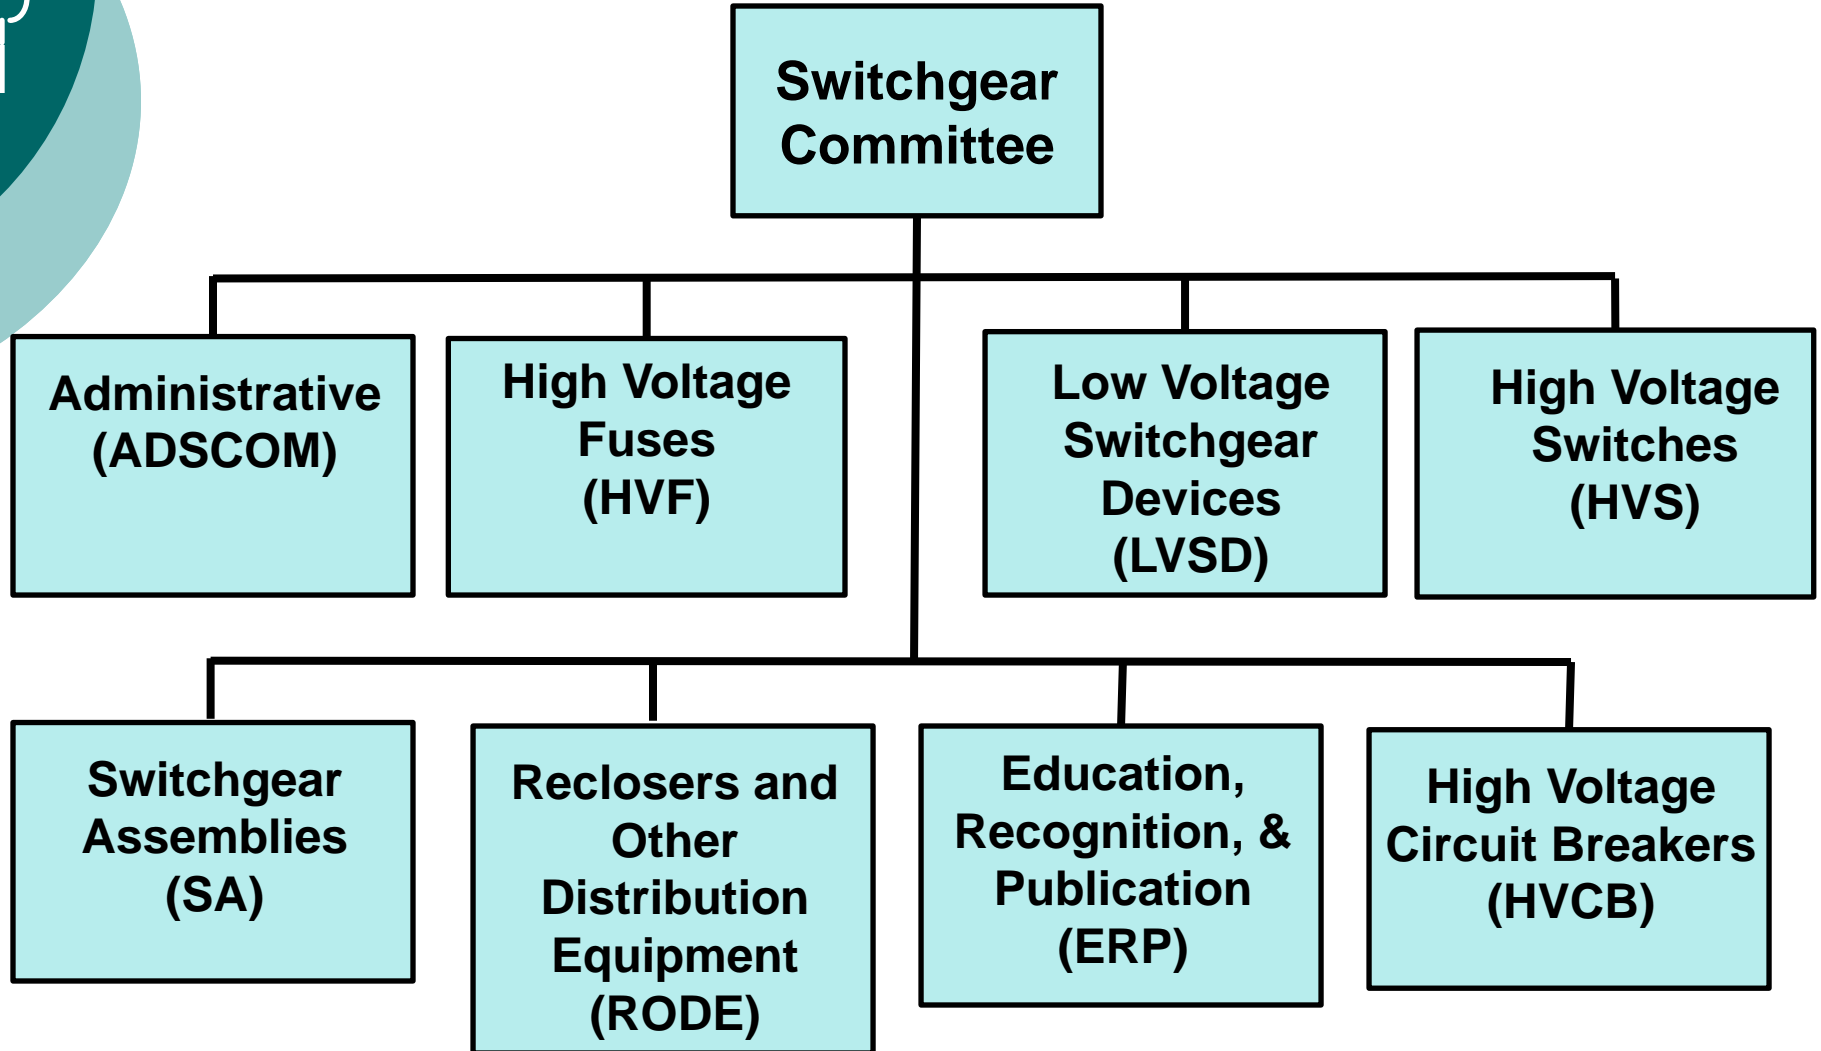 Switchgear
Committee
Administrative
(ADSCOM)
High Voltage
Fuses
(HVF)
Low Voltage
Switchgear
Devices
(LVSD)
High Voltage
Switches
(HVS)
Switchgear
Assemblies
(SA)
Reclosers and
Other
Distribution
Equipment
(RODE)
Education,
Recognition, &
Publication
(ERP)
High Voltage
Circuit Breakers
(HVCB)